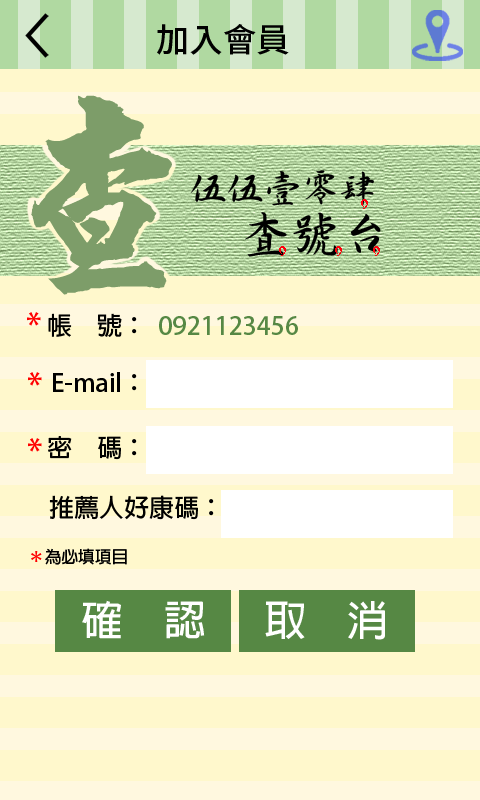 加入會員
查
伍伍壹零肆
查號台
*帳 號： 0921123456
*E-mail：
*密 碼：
推薦人好康碼：
*為必填項目
確 認 取 消